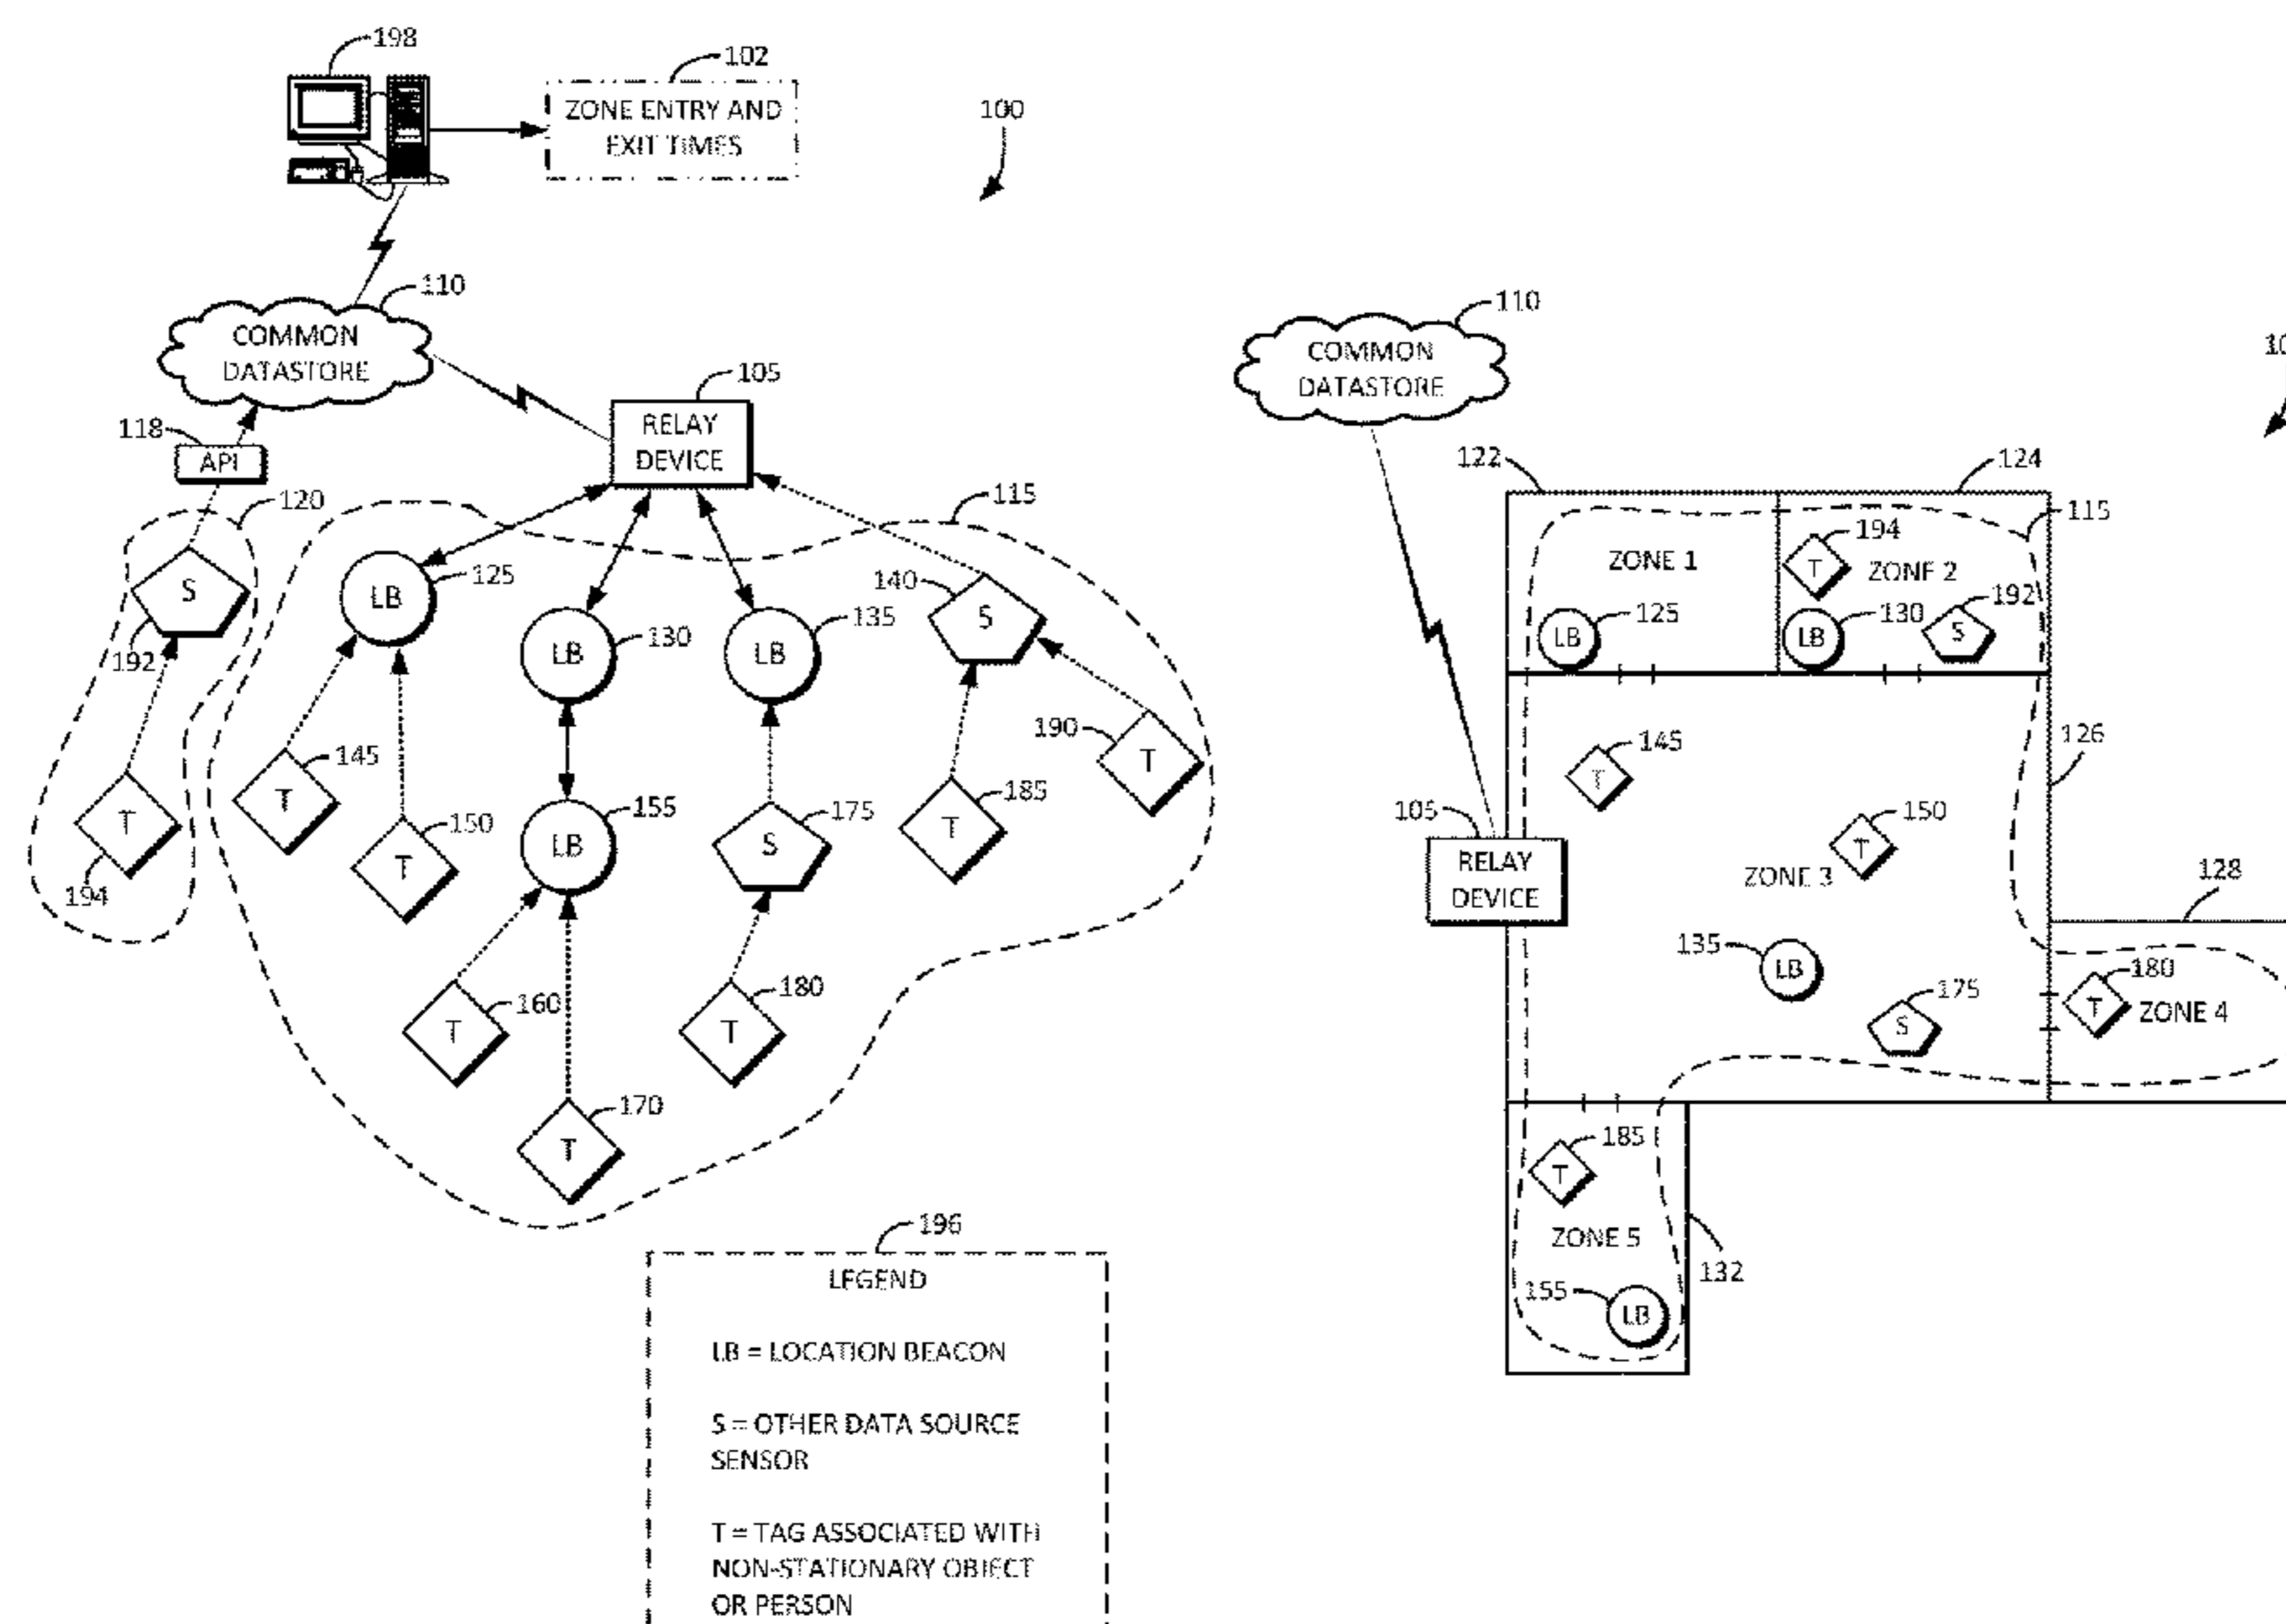 198
102
ZONE ENTRY AND
EXIT TIMES
100
110
COMMON
DATASTORE
105
RELAY
DEVICE
118
API
120
115
S
192
LB
125
LB
130
LB
135
140
S
T
194
T
145
T
150
LB
155
S
175
T
185
190
T
T
160
T
180
T
170
196
LEGEND
LB = LOCATION BEACON
S = OTHER DATA SOURCE
SENSOR
T = TAG ASSOCIATED WITH
NON-STATIONARY OBJECT
OR PERSON
110
COMMON
DATASTORE
122
124
115
ZONE 1
194
T
ZONE 2
LB
125
LB
130
192
S
126
T
145
T
150
105
RELAY
DEVICE
ZONE 3
128
135
LB
175
S
180
T
ZONE 4
185
T
ZONE 5
132
155
LB